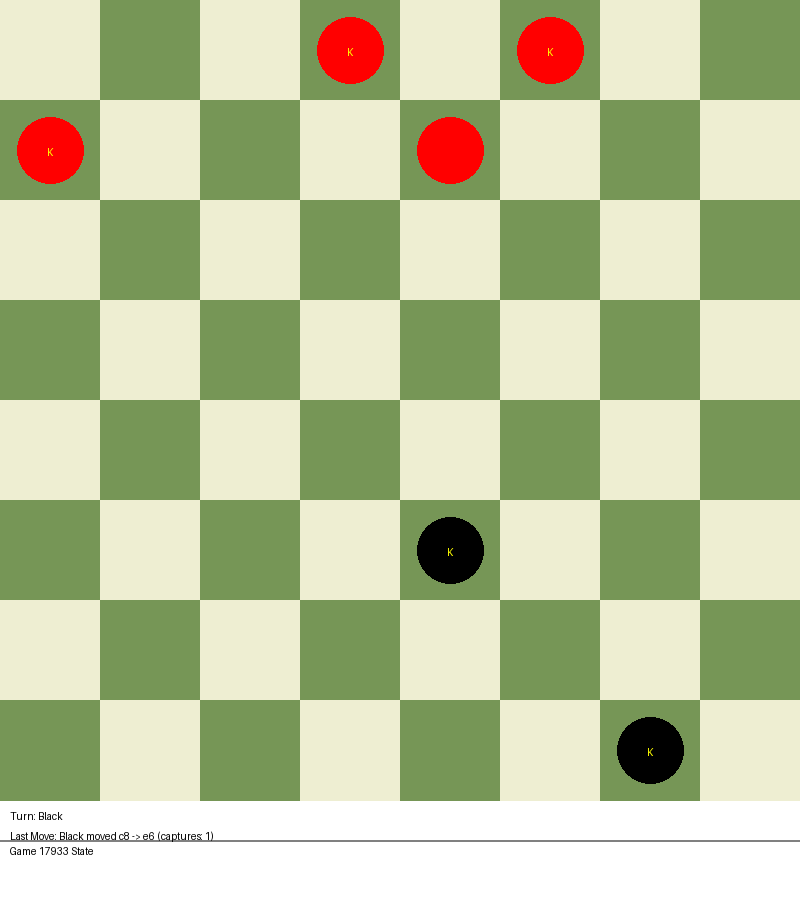 K K
K
K
K
Turn: Black
Last Move: Black moved c8 -> e6 (captures: 1)
Game 17933 State